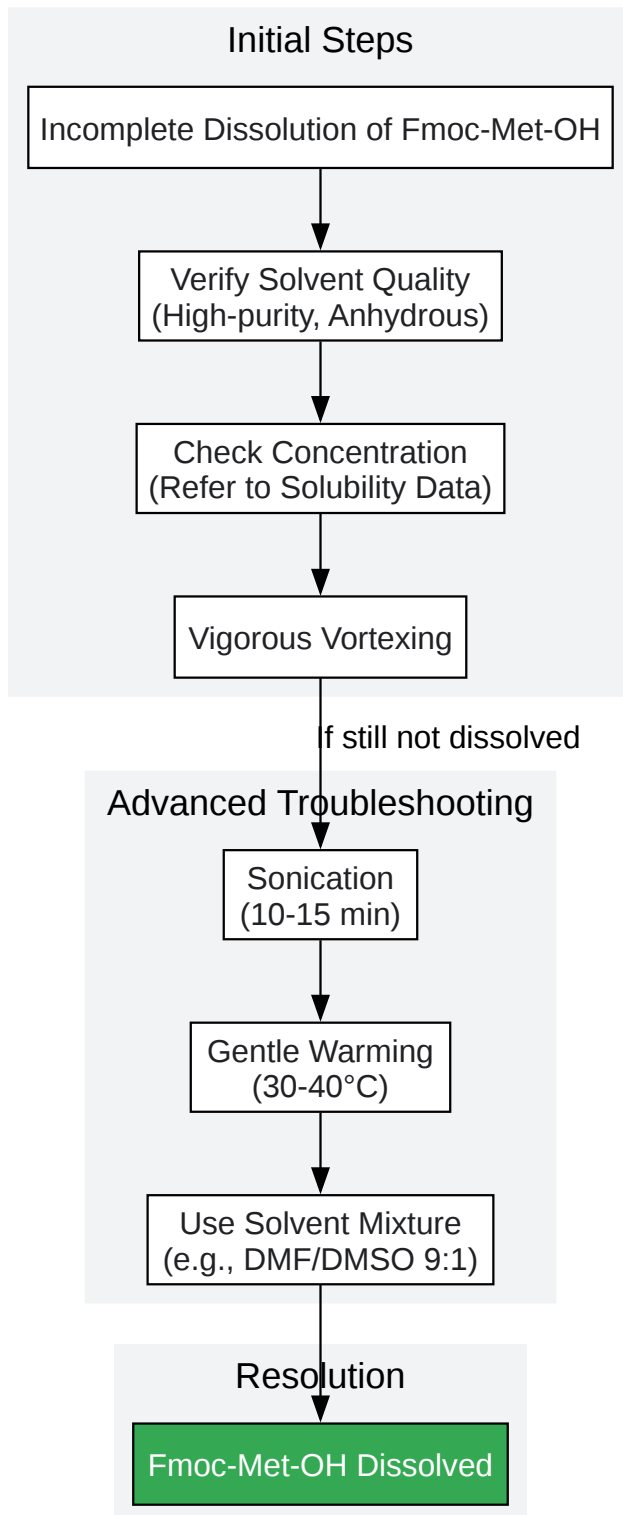 Initial Steps
Incomplete Dissolution of Fmoc-Met-OH
Verify Solvent Quality
(High-purity, Anhydrous)
Check Concentration
(Refer to Solubility Data)
Vigorous Vortexing
If still not dissolved
Advanced Troubleshooting
Sonication
(10-15 min)
Gentle Warming
(30-40°C)
Use Solvent Mixture
(e.g., DMF/DMSO 9:1)
Resolution
Fmoc-Met-OH Dissolved